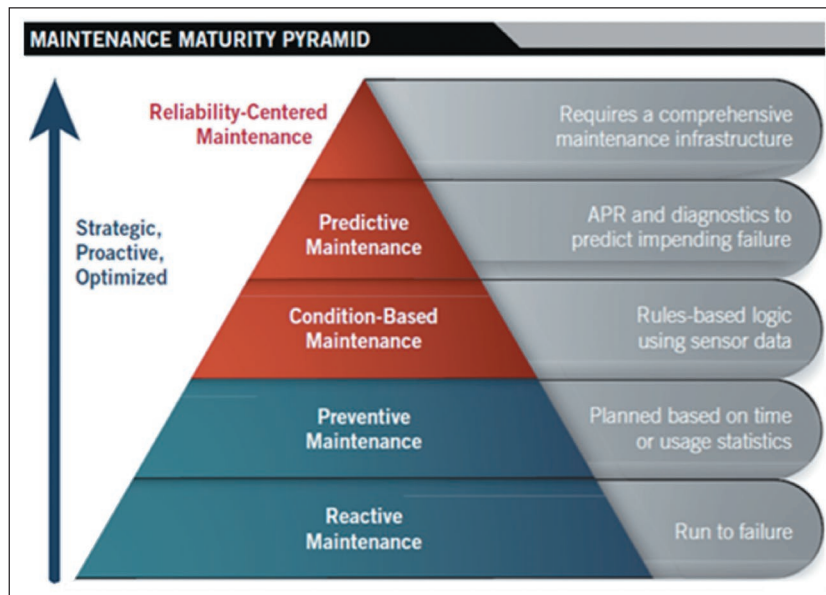 MAINTENANCE MATURITY PYRAMID
Reliability-Centered
Maintenance
Requires a comprehensive
maintenance infrastructure
Strategic,
Proactive,
Optimized
Predictive
Maintenance
APR and diagnostics to
predict impending failure
Condition-Based
Maintenance
Rules-based logic
using sensor data
Preventive
Maintenance
Planned based on time
or usage statistics
Reactive
Maintenance
Run to failure